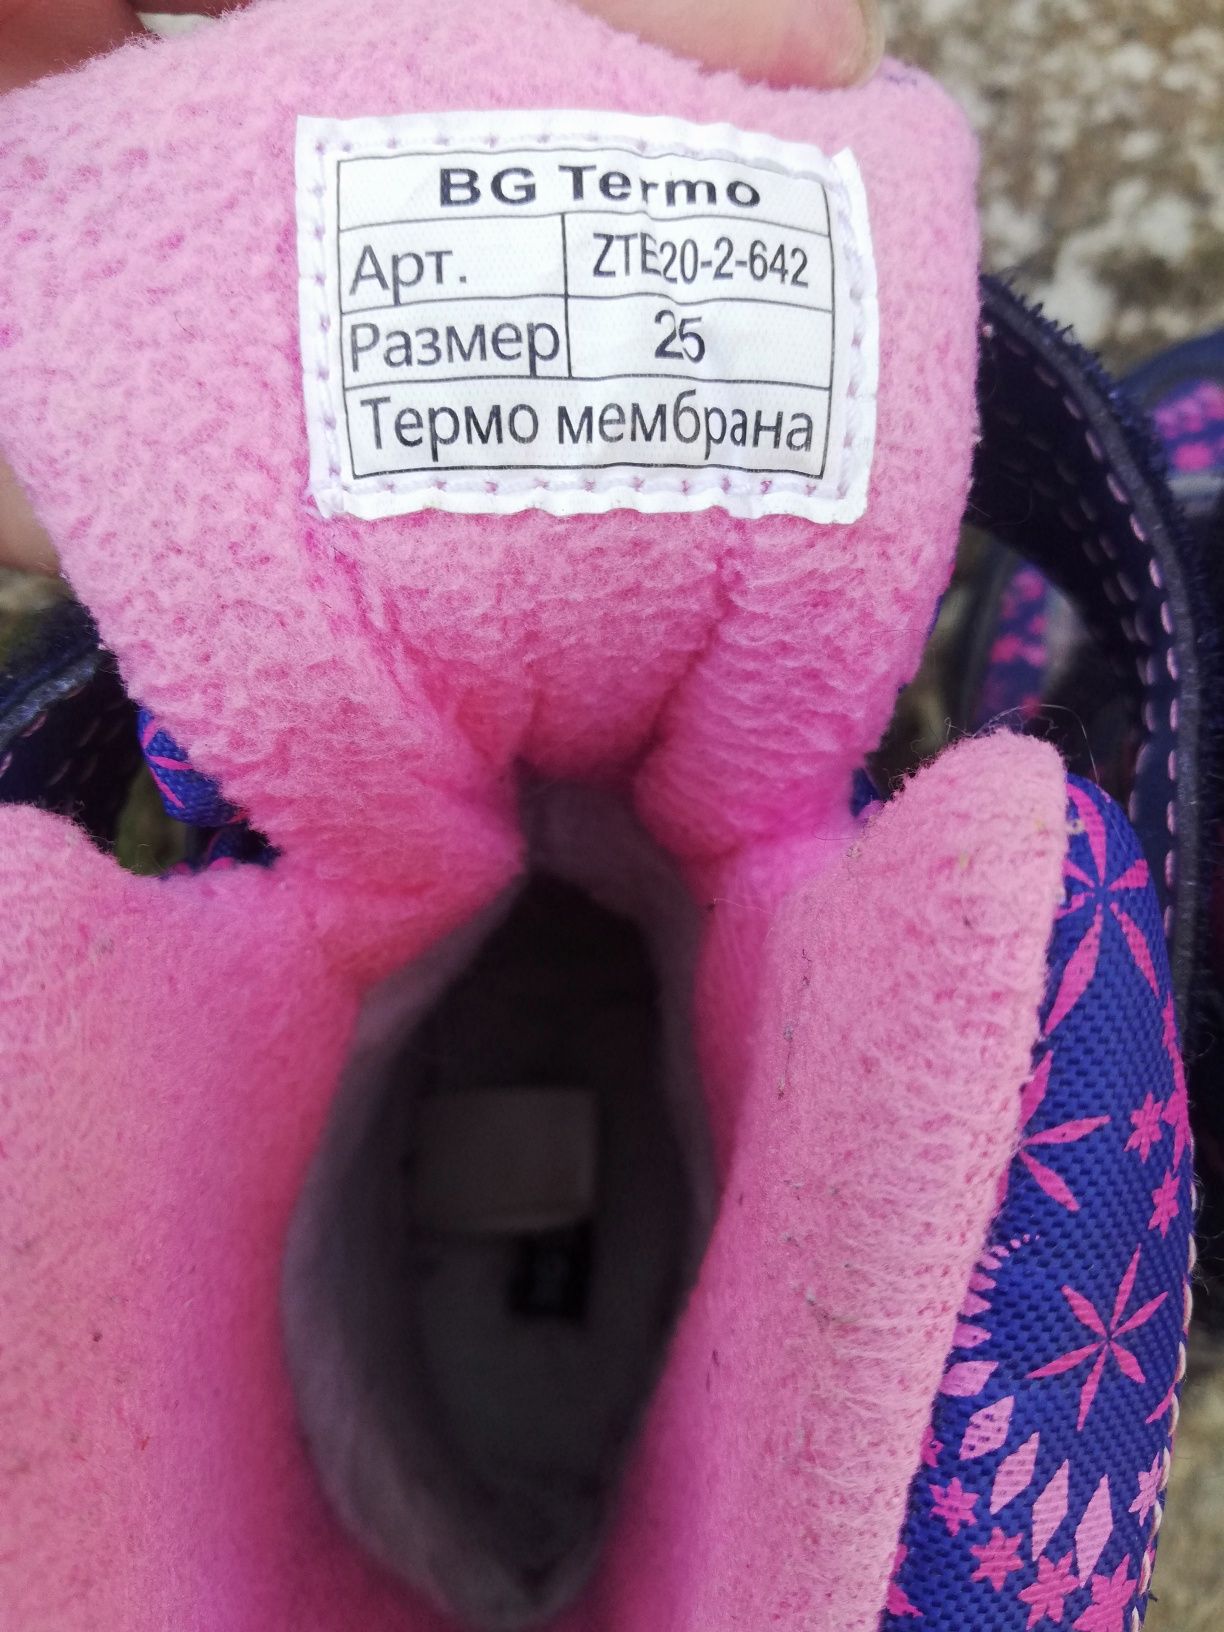 BG Termo
Арт. ZTE20-2-642
Размер 25
Термо мембрана